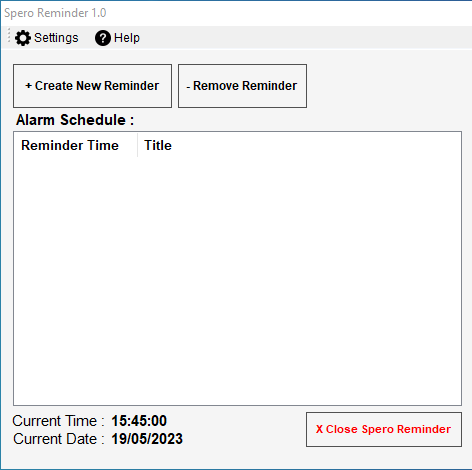 Spero Reminder 1.0
Settings Help
+ Create New Reminder - Remove Reminder
Alarm Schedule :
Reminder Time Title
Current Time : 15:45:00
Current Date : 19/05/2023
X Close Spero Reminder